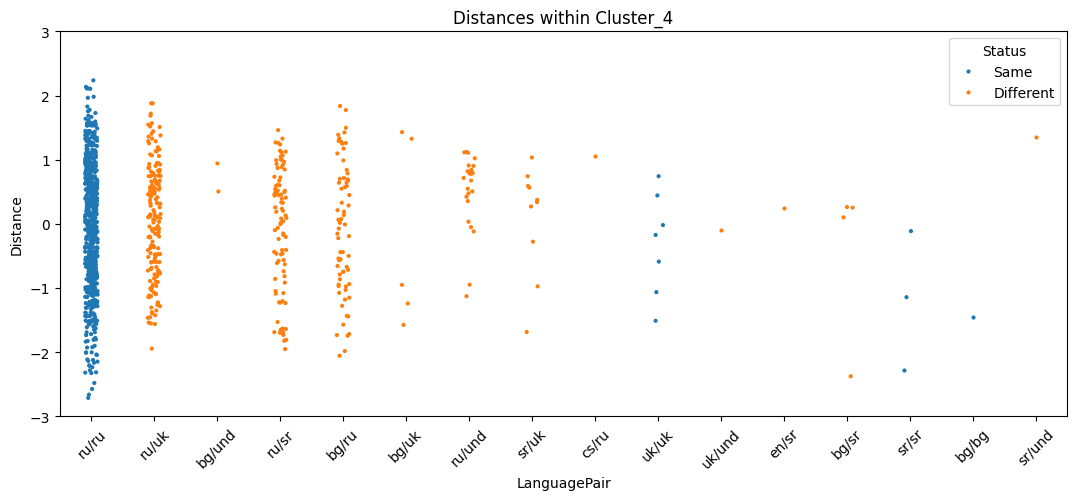 Distances within Cluster_4
Status
Same
Different
Distance
3
2
1
0
−1
−2
−3
ru/ru
ru/uk
bg/und
ru/sr
bg/ru
bg/uk
ru/und
sr/uk
cs/ru
uk/uk
uk/und
en/sr
bg/sr
sr/sr
bg/bg
sr/und
LanguagePair